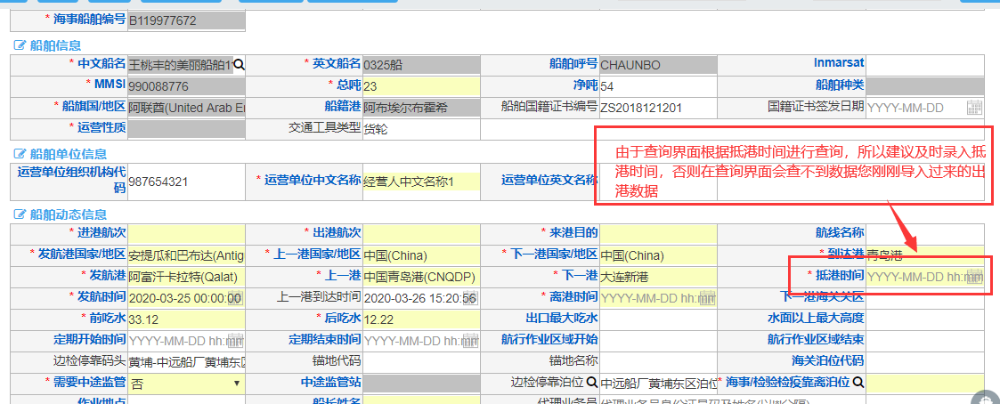 * 海事船舶编号 B119977672
船舶信息
* 中文船名 王桃丰的美丽船舶1 * 英文船名 0325船 船舶呼号 CHAUNBO Inmarsat
* MMSI 990088776 * 总吨 23 净吨 54 船舶种类
* 船旗国/地区 阿联酋(United Arab Er 船籍港 阿布埃尔布霍希 船舶国籍证书编号 ZS2018121201 国籍证书签发日期 YYYY-MM-DD
* 运营性质 交通工具类型 货轮
由于查询界面根据抵港时间进行查询，所以建议及时录入抵
港时间，否则在查询界面会查不到数据您刚刚导入过来的出
港数据
船舶单位信息
运营单位组织机构代
码 987654321 * 运营单位中文名称 经营人中文名称1 运营单位英文名称
船舶动态信息
* 进港航次 * 出港航次 * 来港目的 航线名称
* 发航港国家/地区 安提瓜和巴布达(Antig * 上一港国家/地区 中国(China) * 下一港国家/地区 中国(China) * 到达港 青岛港
* 发航港 阿富汗卡拉特(Qalat) * 上一港 中国青岛港(CNQDP) * 下一港 大连新港 * 抵港时间 YYYY-MM-DD hh:mm
* 发航时间 2020-03-25 00:00:00 上一港到达时间 2020-03-26 15:20:56 * 离港时间 YYYY-MM-DD hh:mm 下一港海关关区
* 前吃水 33.12 * 后吃水 12.22 出口最大吃水 水面以上最大高度
定期开始时间 YYYY-MM-DD hh:mm 定期结束时间 YYYY-MM-DD hh:mm 航行作业区域开始 航行作业区域结束
边检停靠码头 黄埔-中远船厂黄埔东区 锚地代码 锚地名称 海关泊位代码
* 需要中途监管 否 中途监管站 边检停靠泊位 中远船厂黄埔东区泊位 * 海事/检验检疫靠离泊位
作业地点 船长姓名 代理业务员